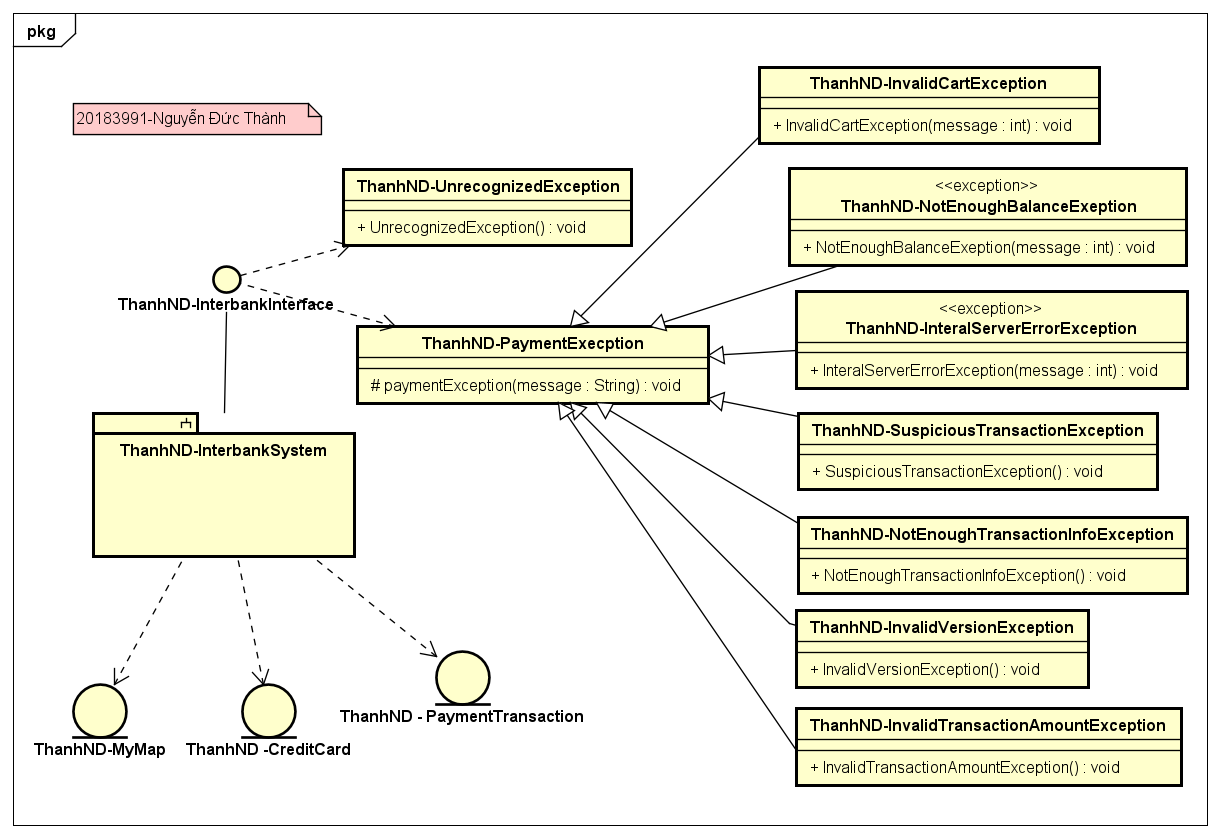 pkg
20183991-Nguyễn Đức Thành
ThanhND-InvalidCartException
+ InvalidCartException(message : int) : void
ThanhND-UnrecognizedException
+ UnrecognizedException() : void
<<exception>>
ThanhND-NotEnoughBalanceExeption
+ NotEnoughBalanceExeption(message : int) : void
ThanhND-InterbankInterface
<<exception>>
ThanhND-InteralServerErrorException
+ InteralServerErrorException(message : int) : void
ThanhND-PaymentExecption
# paymentException(message : String) : void
ThanhND-SuspiciousTransactionException
+ SuspiciousTransactionException() : void
ThanhND-InterbankSystem
ThanhND-NotEnoughTransactionInfoException
+ NotEnoughTransactionInfoException() : void
ThanhND-InvalidVersionException
+ InvalidVersionException() : void
ThanhND-InvalidTransactionAmountException
+ InvalidTransactionAmountException() : void
ThanhND - PaymentTransaction
ThanhND-MyMap
ThanhND -CreditCard